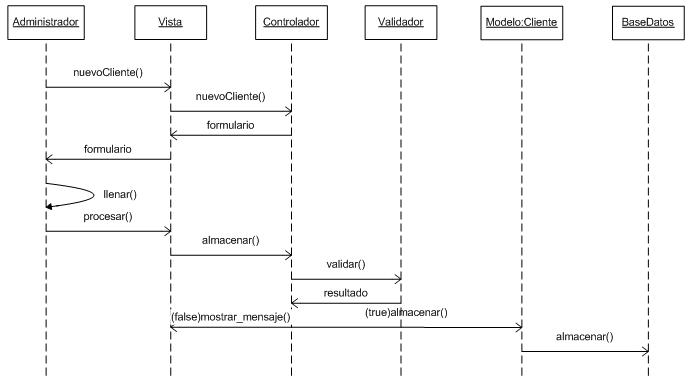 Administrador Vista Controlador Validador Modelo:Cliente BaseDatos
nuevoCliente()
nuevoCliente()
formulario
formulario
llenar()
procesar()
almacenar()
validar()
resultado
(false)mostrar_mensaje() (true)almacenar()
almacenar()